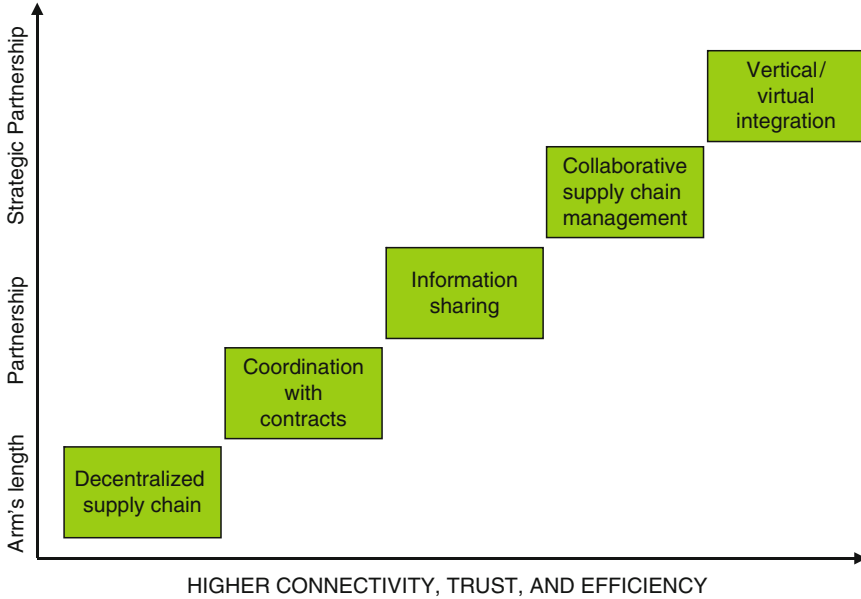 Strategic Partnership
Partnership
Arm's length
Vertical/
virtual
integration
Collaborative
supply chain
management
Information
sharing
Coordination
with
contracts
Decentralized
supply chain
HIGHER CONNECTIVITY, TRUST, AND EFFICIENCY